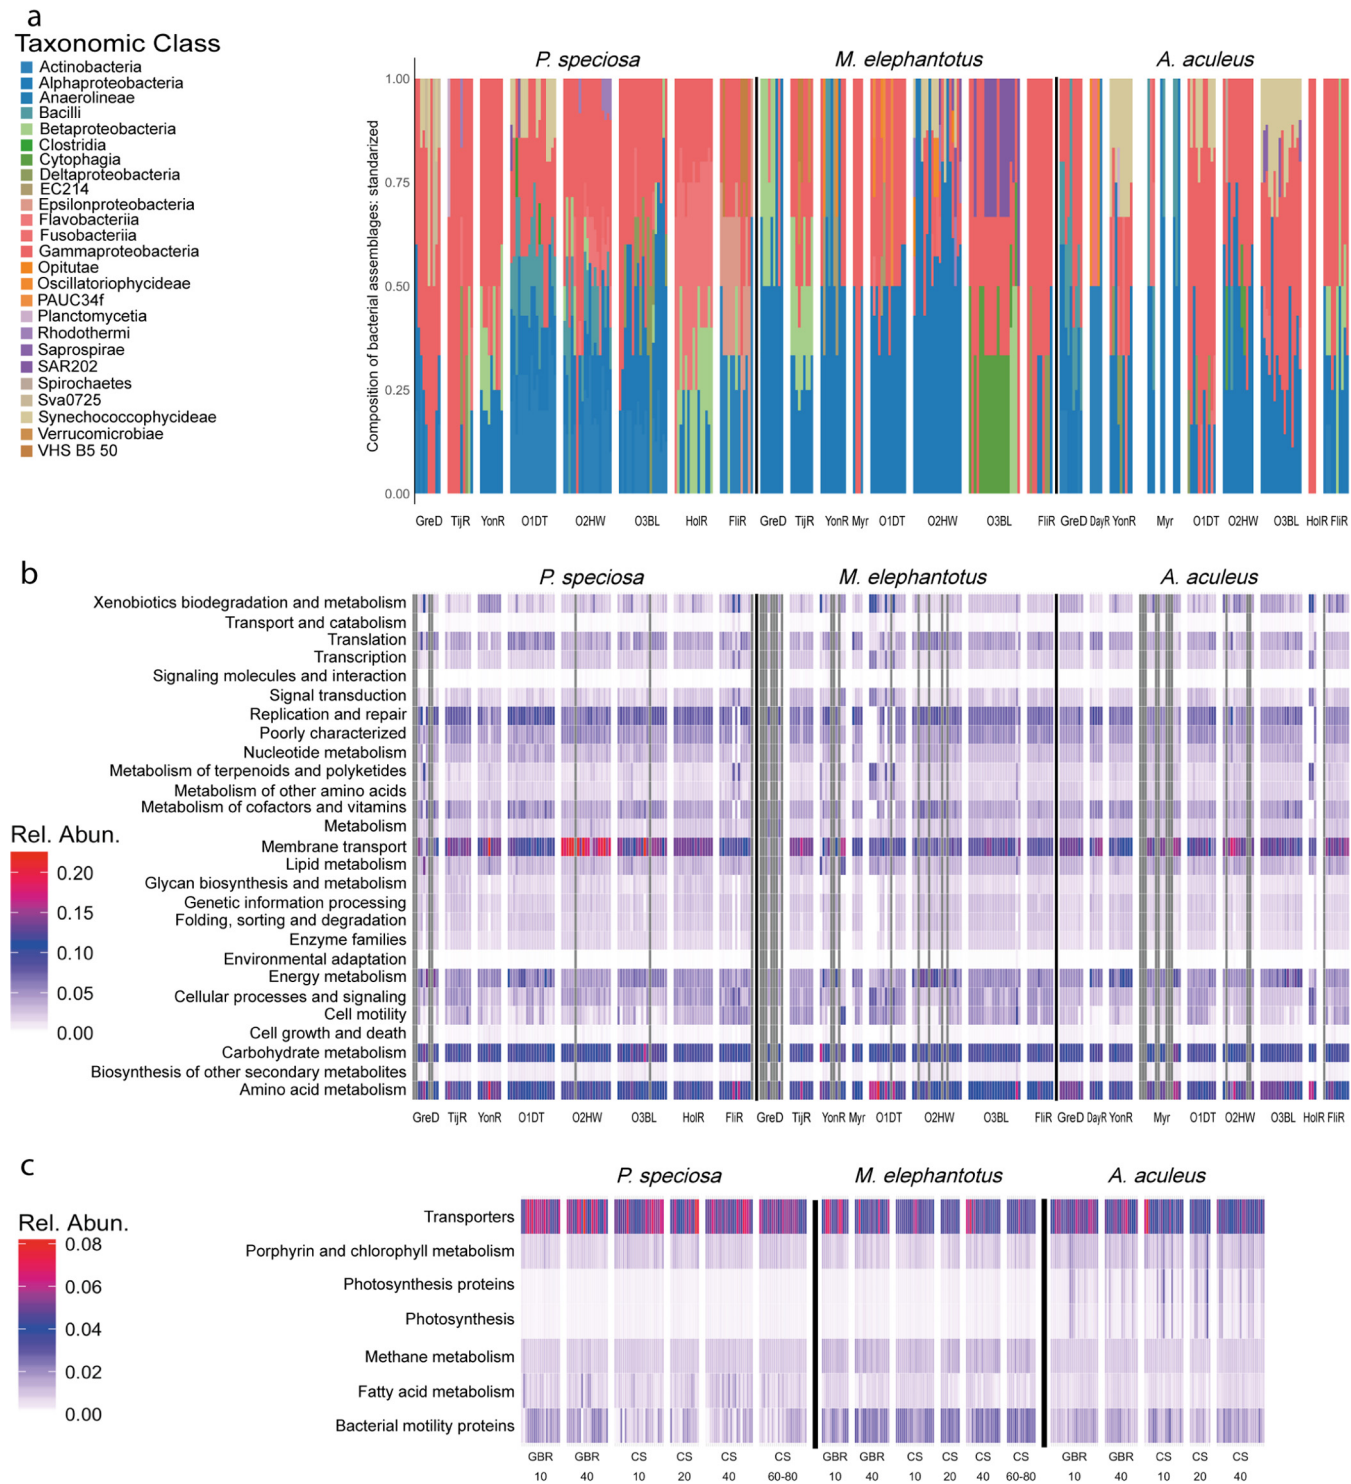 a
Taxonomic Class
Actinobacteria
Alphaproteobacteria
Anaerolineae
Bacilli
Betaproteobacteria
Clostridia
Cytophagia
Deltaproteobacteria
EC214
Epsilonproteobacteria
Flavobacteriia
Fusobacteriia
Gammaproteobacteria
Opitutae
Oscillatoriophycideae
PAUC34f
Planctomycetia
Rhodothermi
Saprospirae
SAR202
Spirochaetes
Sva0725
Synechococcophycideae
Verrucomicrobiae
VHS B5 50
P. speciosa M. elephantotus A. aculeus
Composition of bacterial assemblages: standarized
1.00
0.75
0.50
0.25
0.00
GreD TijR YonR O1DT O2HW O3BL HolR FliR GreD TijR YonR Myr O1DT O2HW O3BL FliR GreD DayR YonR Myr O1DT O2HW O3BL HolR FliR
b
P. speciosa M. elephantotus A. aculeus
Xenobiotics biodegradation and metabolism
Transport and catabolism
Translation
Transcription
Signaling molecules and interaction
Signal transduction
Replication and repair
Poorly characterized
Nucleotide metabolism
Metabolism of terpenoids and polyketides
Metabolism of other amino acids
Metabolism of cofactors and vitamins
Metabolism
Membrane transport
Lipid metabolism
Glycan biosynthesis and metabolism
Genetic information processing
Folding, sorting and degradation
Enzyme families
Environmental adaptation
Energy metabolism
Cellular processes and signaling
Cell motility
Cell growth and death
Carbohydrate metabolism
Biosynthesis of other secondary metabolites
Amino acid metabolism
Rel. Abun.
0.20
0.15
0.10
0.05
0.00
GreD TijR YonR O1DT O2HW O3BL HolR FliR GreD TijR YonR Myr O1DT O2HW O3BL FliR GreD DayR YonR Myr O1DT O2HW O3BL HolR FliR
c
P. speciosa M. elephantotus A. aculeus
Rel. Abun.
0.08
0.06
0.04
0.02
0.00
Transporters
Porphyrin and chlorophyll metabolism
Photosynthesis proteins
Photosynthesis
Methane metabolism
Fatty acid metabolism
Bacterial motility proteins
GBR GBR CS CS CS CS GBR GBR CS CS CS CS GBR GBR CS CS CS
10 40 10 20 40 60-80 10 40 10 20 40 60-80 10 40 10 20 40